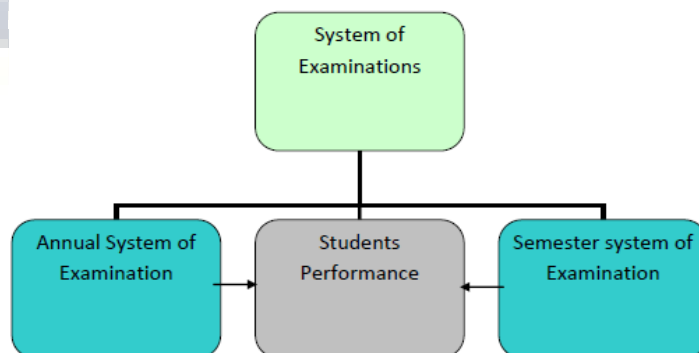 System of
Examinations
Annual System of
Examination
Students
Performance
Semester system of
Examination